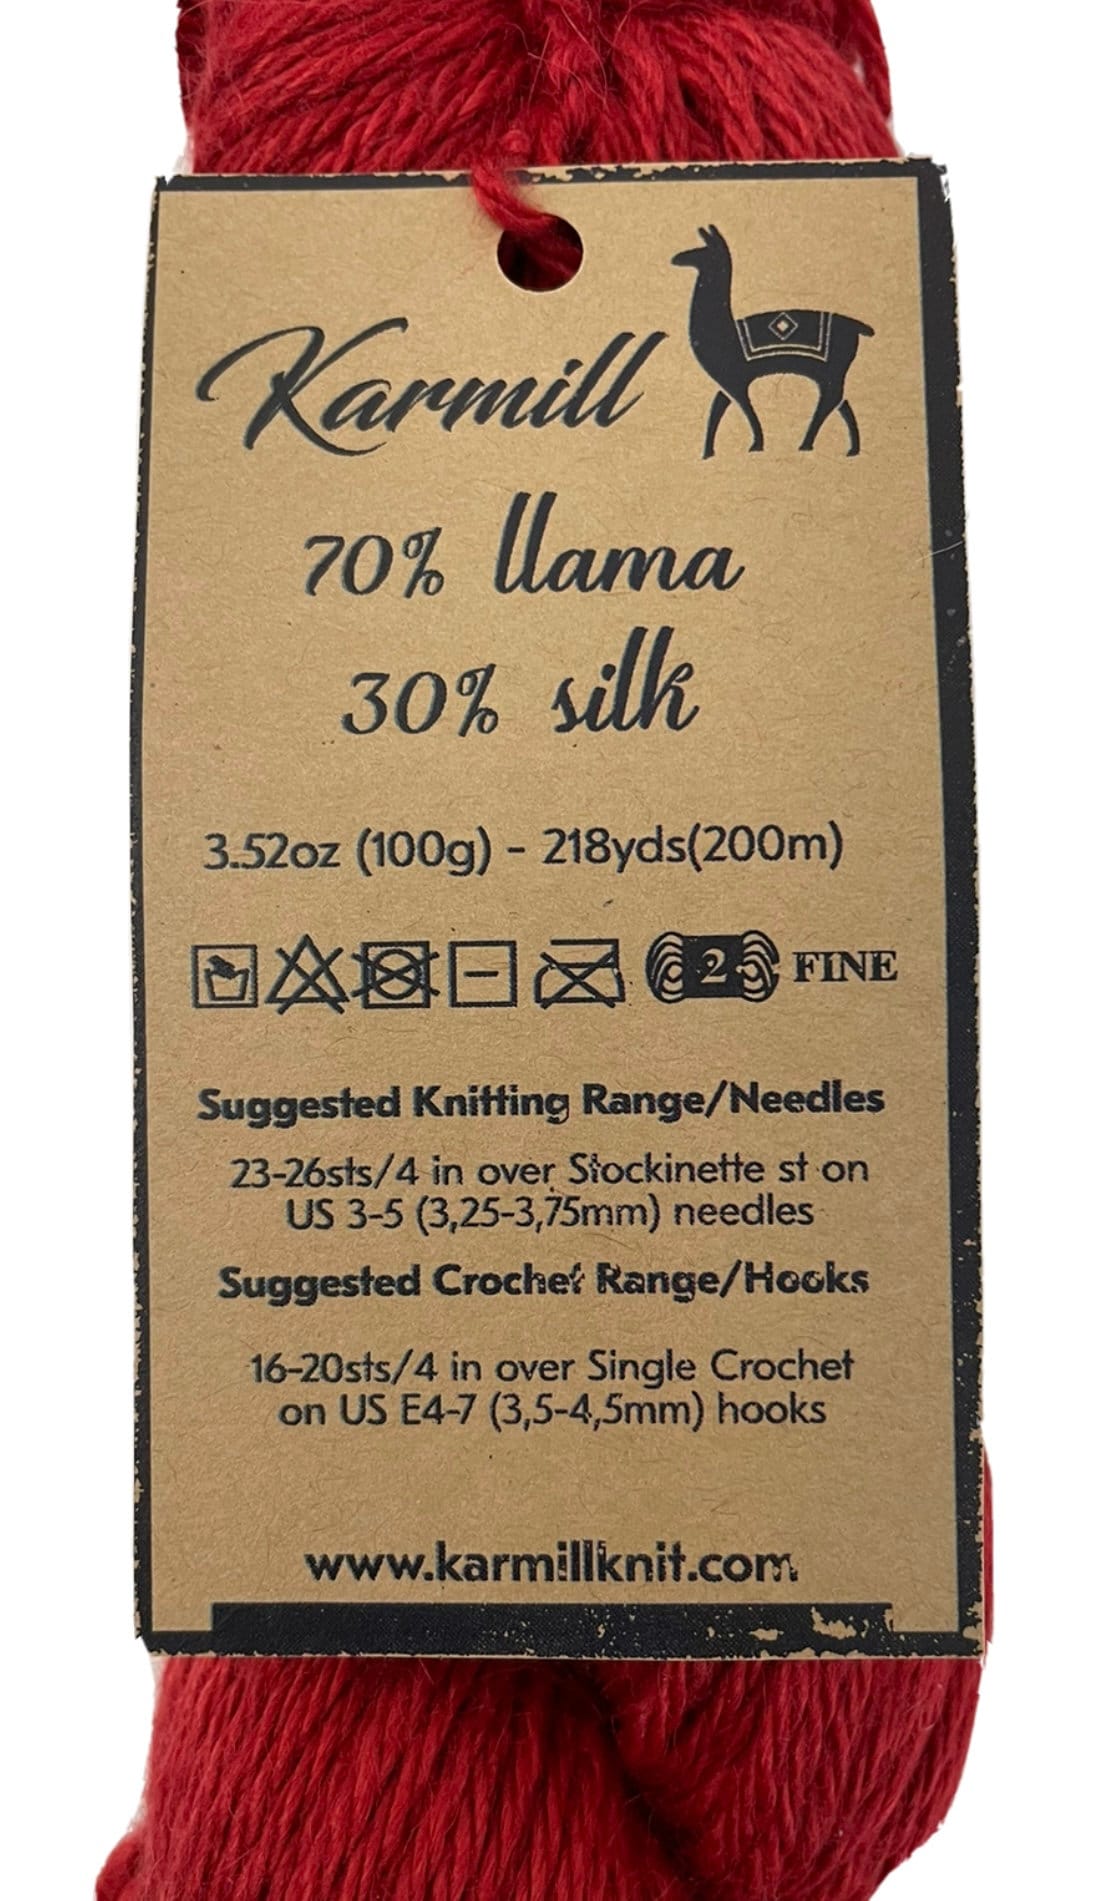 Karmill
70% llama
30% silk
3.52oz (100g) - 218yds(200m)
2 FINE
Suggested Knitting Range/Needles
23-26sts/4 in over Stockinette st on
US 3-5 (3,25-3,75mm) needles
Suggested Crochet Range/Hooks
16-20sts/4 in over Single Crochet
on US E4-7 (3,5-4,5mm) hooks
www.karmillknit.com